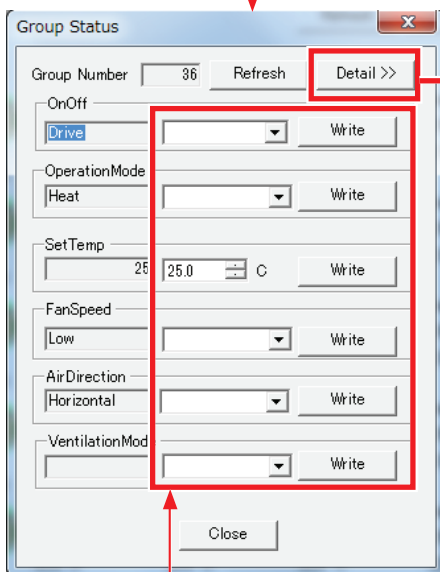 Group Status
Group Number 36 Refresh Detail >>
OnOff
Drive Write
OperationMode
Heat Write
SetTemp
25 25.0 C Write
FanSpeed
Low Write
AirDirection
Horizontal Write
VentilationMod
Write
Close